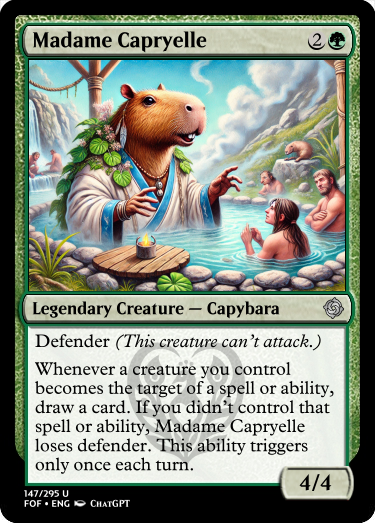 Madame Capryelle 2
Legendary Creature — Capybara
Defender (This creature can't attack.)
Whenever a creature you control
becomes the target of a spell or ability,
draw a card. If you didn't control that
spell or ability, Madame Capryelle
loses defender. This ability triggers
only once each turn.
4/4
147/295 U
FOF • ENG ChatGPT